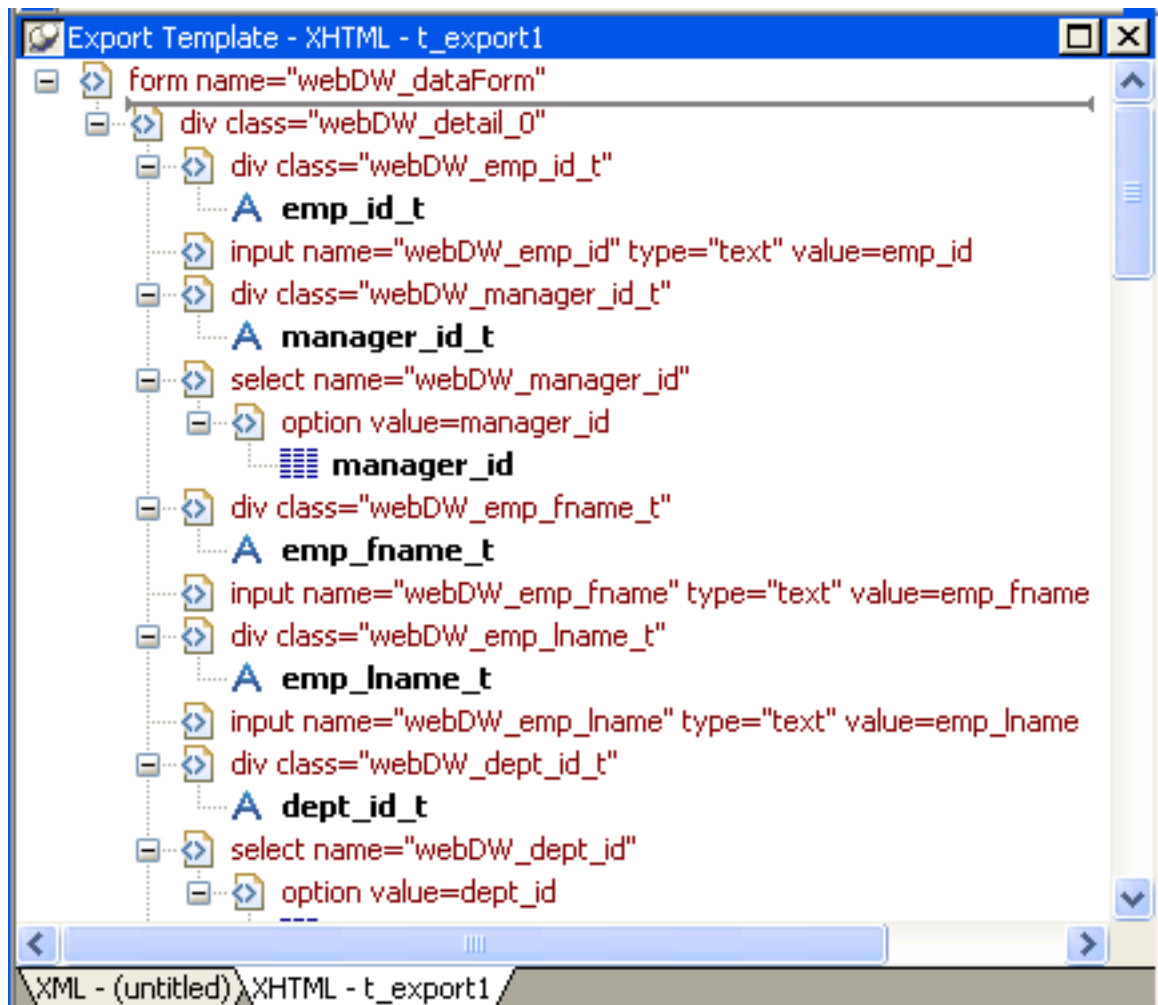 Export Template - XHTML - t_export1
form name="webDW_dataForm"
div class="webDW_detail_0"
div class="webDW_emp_id_t"
emp_id_t
input name="webDW_emp_id" type="text" value=emp_id
div class="webDW_manager_id_t"
manager_id_t
select name="webDW_manager_id"
option value=manager_id
manager_id
div class="webDW_emp_fname_t"
emp_fname_t
input name="webDW_emp_fname" type="text" value=emp_fname
div class="webDW_emp_lname_t"
emp_lname_t
input name="webDW_emp_lname" type="text" value=emp_lname
div class="webDW_dept_id_t"
dept_id_t
select name="webDW_dept_id"
option value=dept_id
XML - (untitled) XHTML - t_export1